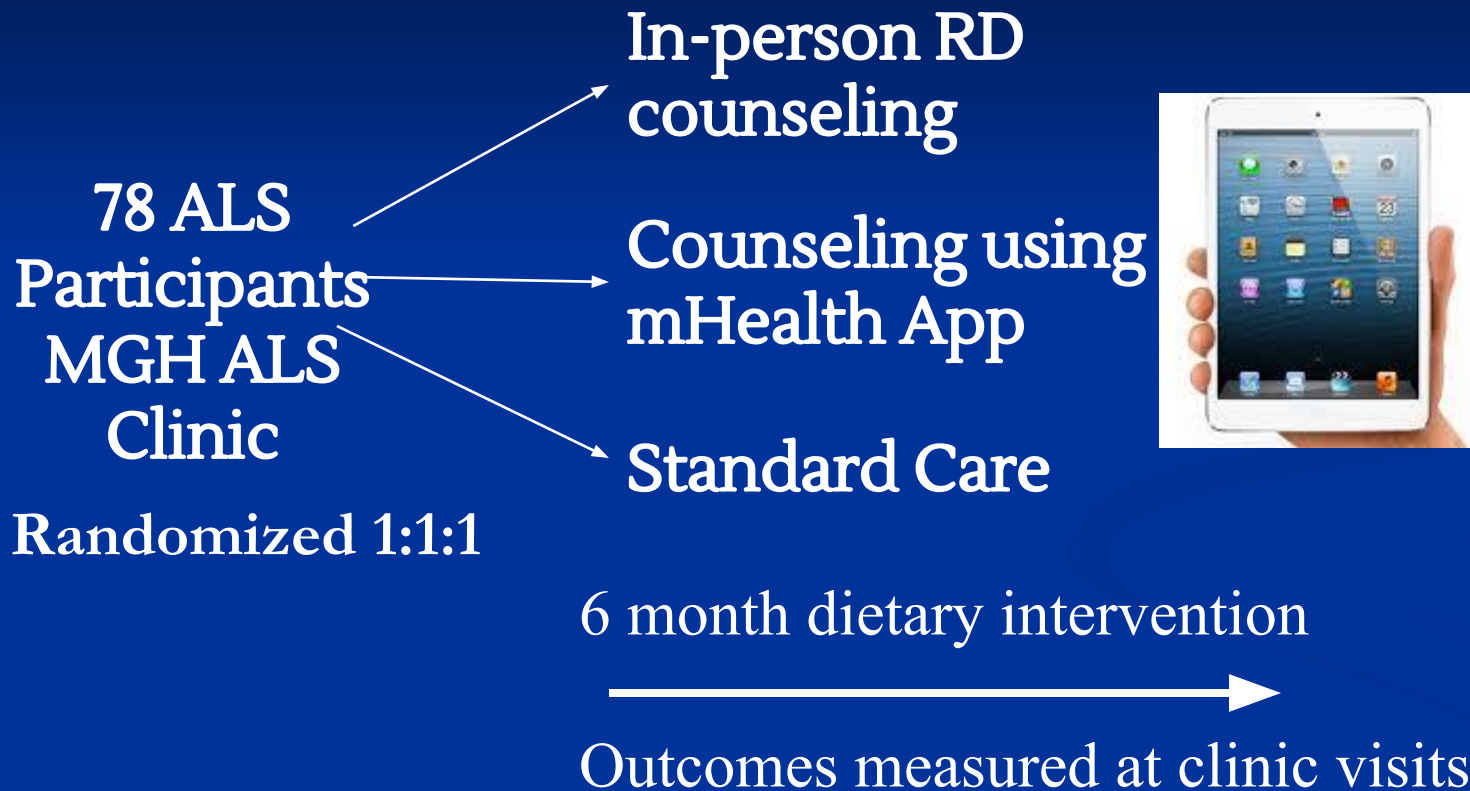 78 ALS
Participants
MGH ALS
Clinic
Randomized 1:1:1
In-person RD
counseling
Counseling using
mHealth App
Standard Care
6 month dietary intervention
Outcomes measured at clinic visits